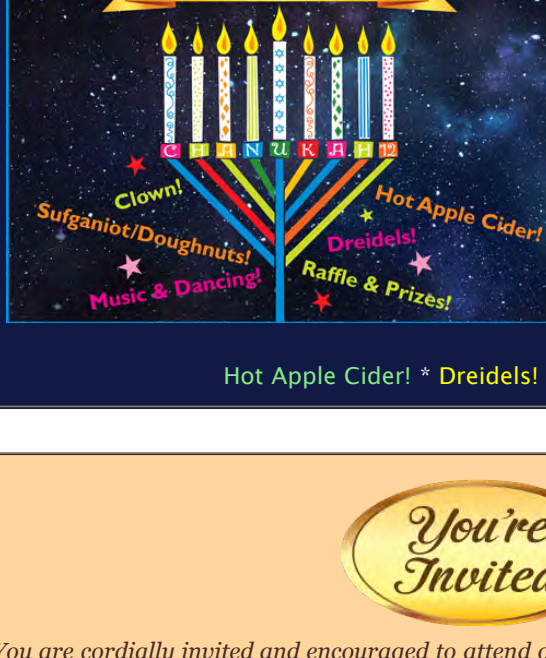 CHANUKAH12
Clown!
Hot Apple Cider!
Sufganiot/Doughnuts!
Dreidels!
Music & Dancing!
Raffle & Prizes!
Hot Apple Cider! * Dreidels!
You're
Invited
You are cordially invited and encouraged to attend